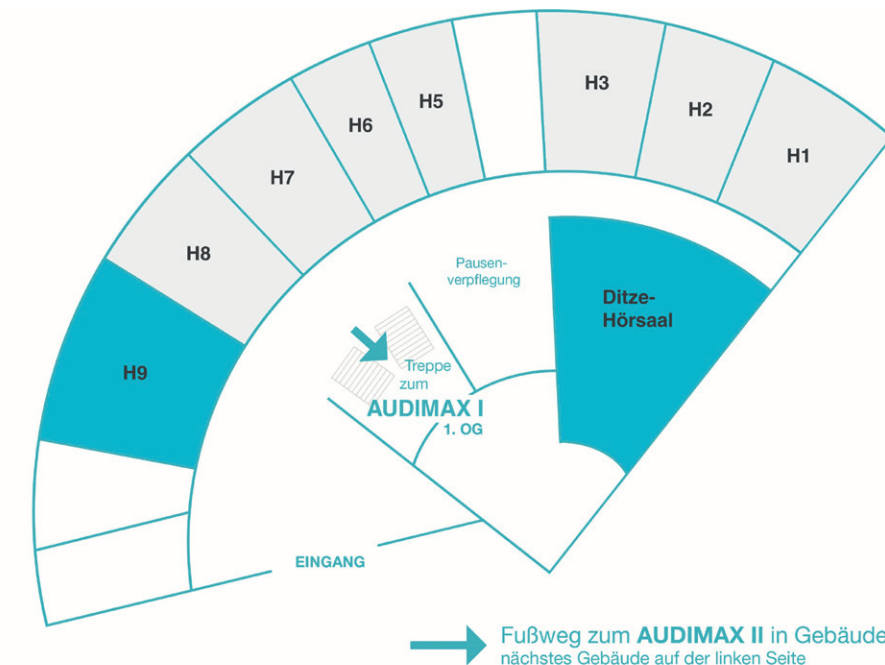 H3
H5
H2
H6
H1
H7
H8
Pausen-
verpflegung
Ditze-
Hörsaal
H9
Treppe
zum
AUDIMAX I
1. OG
EINGANG
Fußweg zum AUDIMAX II in Gebäude
nächstes Gebäude auf der linken Seite